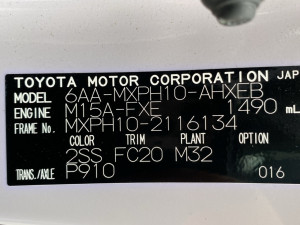 TOYOTA MOTOR CORPORATION JAP
MODEL 6AA-MXPH10-AHXEB
ENGINE M15A-FXE 1490 mL
FRAME No. MXPH10-2116134
COLOR TRIM PLANT OPTION
2SS FC20 M32
TRANS./AXLE P910 016